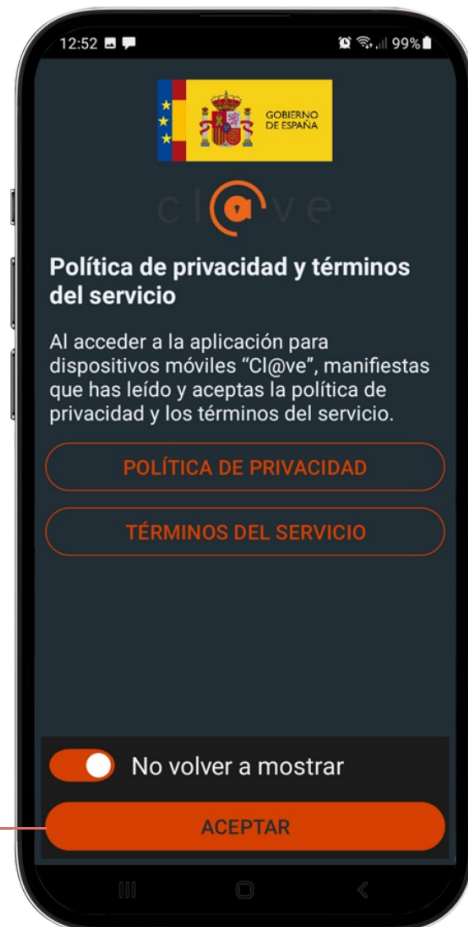 12:52
99%
GOBIERNO
DE ESPAÑA
cl@ve
Política de privacidad y términos
del servicio
Al acceder a la aplicación para
dispositivos móviles “Cl@ve”, manifiestas
que has leído y aceptas la política de
privacidad y los términos del servicio.
POLÍTICA DE PRIVACIDAD
TÉRMINOS DEL SERVICIO
No volver a mostrar
ACEPTAR